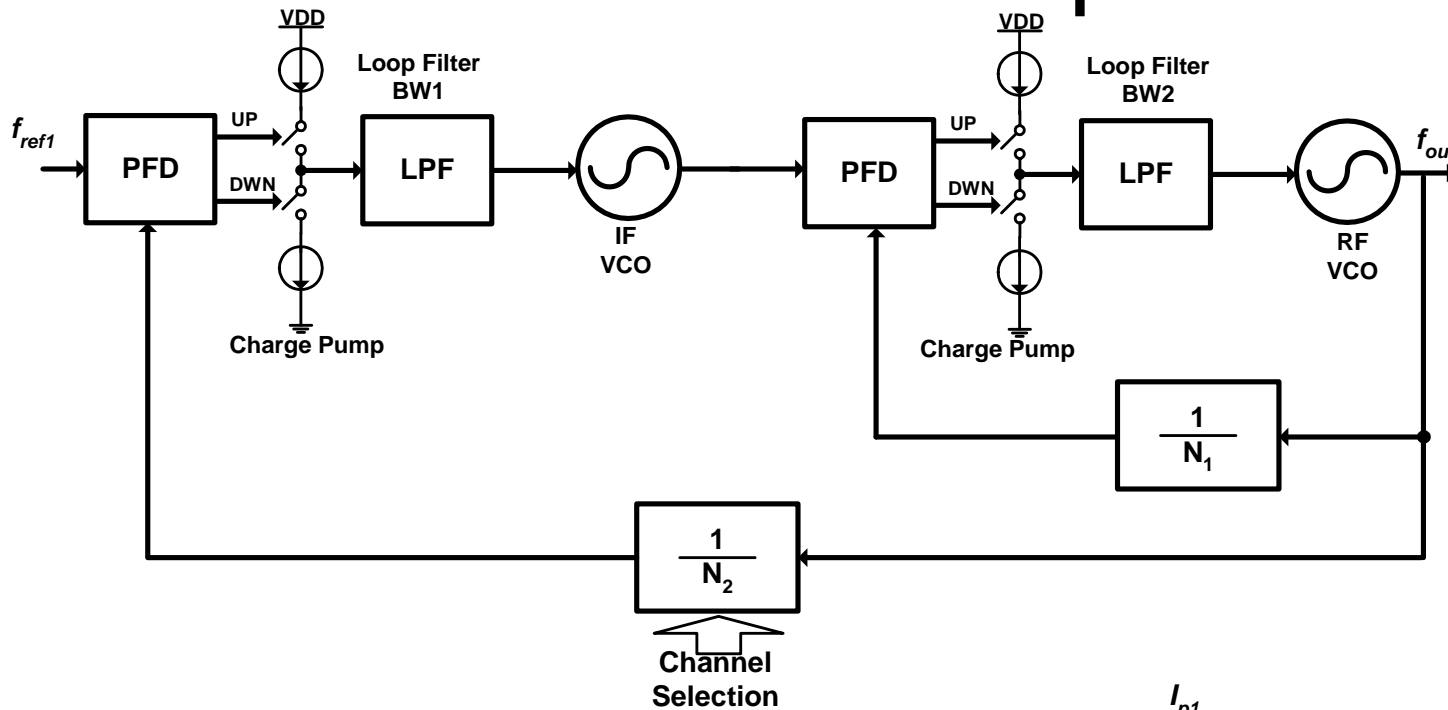 VDD
VDD
Loop Filter
BW1
Loop Filter
BW2
f_ref1
PFD
UP
DWN
LPF
IF
VCO
PFD
UP
DWN
LPF
RF
VCO
f_ou
Charge Pump
Charge Pump
1
N_1
1
N_2
Channel
Selection
I_p1